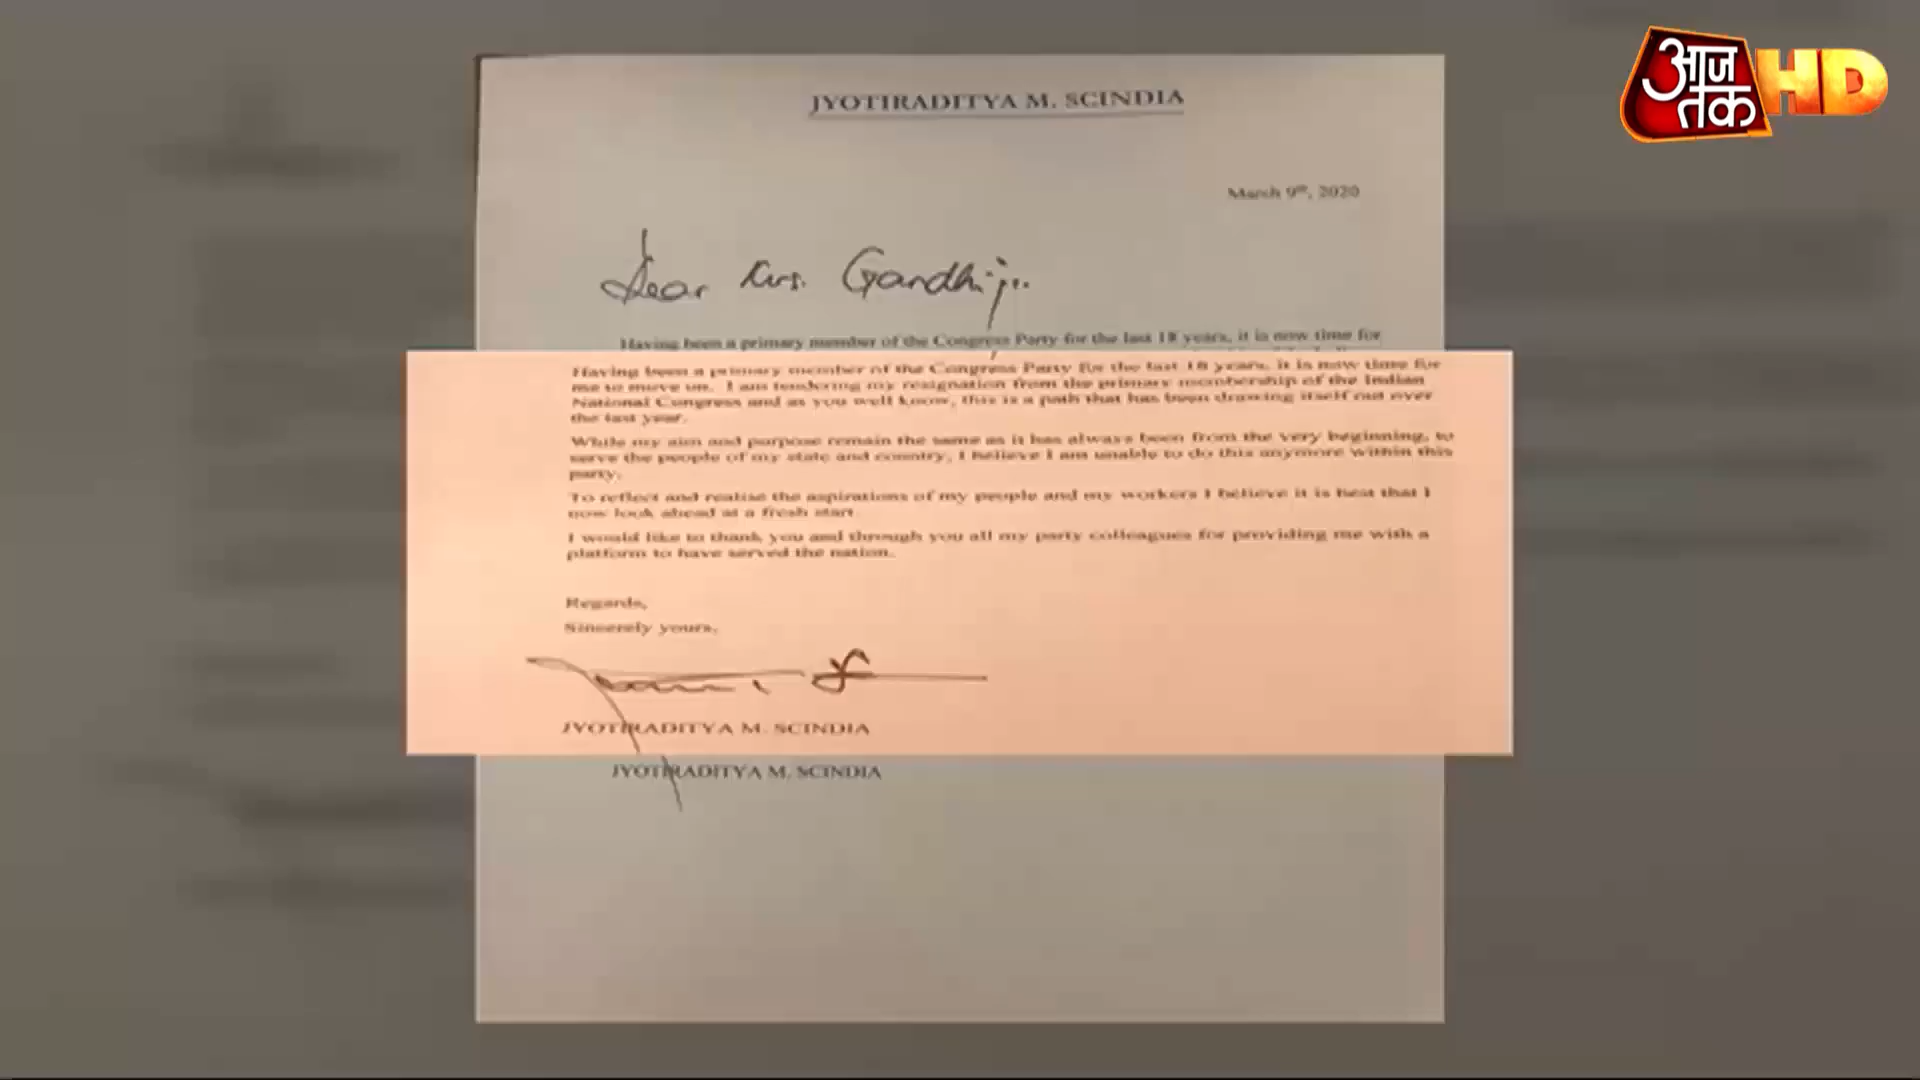 आज तक HD
JYOTIRADITYA M. SCINDIA
March 9th, 2020
Dear Mrs. Gandhiji..
Having been a primary member of the Congress Party for the last 18 years, it is now time for
Having been a primary member of the Congress Party for the last 18 years, it is now time for
me to move on. I am tendering my resignation from the primary membership of the Indian
National Congress and as you well know, this is a path that has been drawing itself out over
the last year.
While my aim and purpose remain the same as it has always been from the very beginning, to
serve the people of my state and country, I believe I am unable to do this anymore within this
party.
To reflect and realise the aspirations of my people and my workers I believe it is best that I
now look ahead at a fresh start.
I would like to thank you and through you all my party colleagues for providing me with a
platform to have served the nation.
Regards,
Sincerely yours,
JYOTIRADITYA M. SCINDIA
JYOTIRADITYA M. SCINDIA